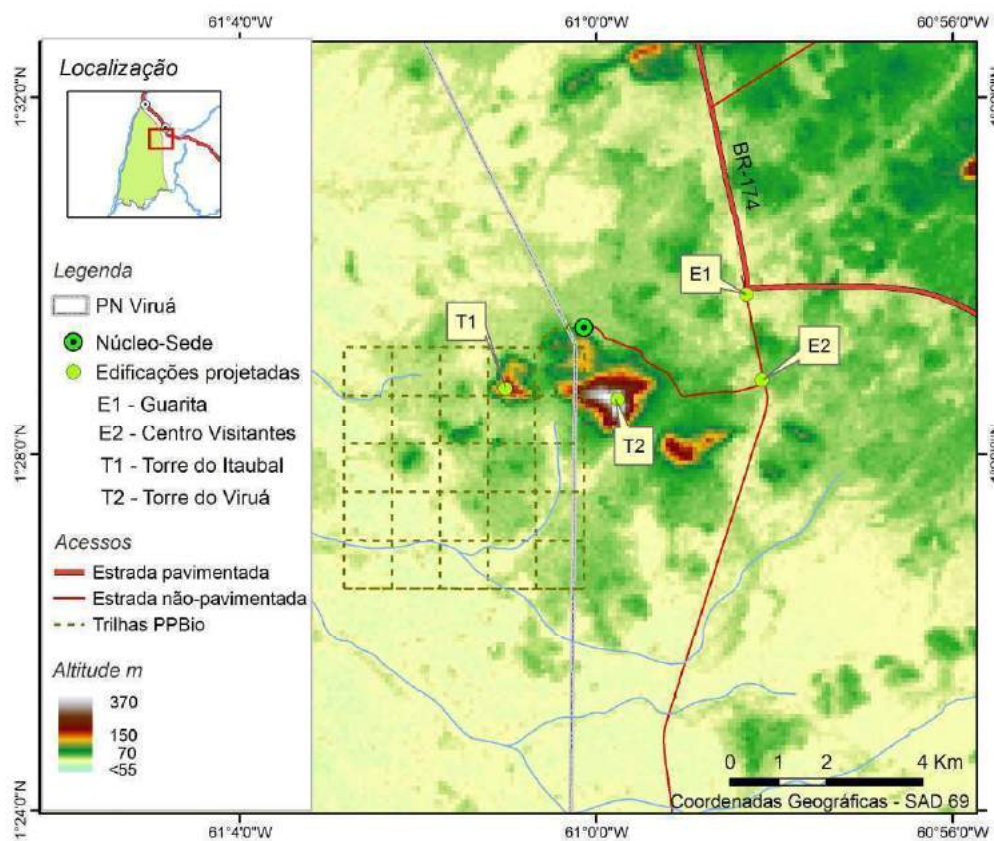 61°4'0"W
61°0'0"W
60°56'0"W
1°32'0"N
1°28'0"N
1°24'0"N
Localização
Legenda
PN Viruá
Núcleo-Sede
Edificações projetadas
E1 - Guarita
E2 - Centro Visitantes
T1 - Torre do Itaubal
T2 - Torre do Viruá
Acessos
Estrada pavimentada
Estrada não-pavimentada
Trilhas PPBio
Altitude m
370
150
70
<55
BR-174
E1
T1
E2
T2
0 1 2 4 Km
Coordenadas Geográficas - SAD 69
61°4'0"W
61°0'0"W
60°56'0"W